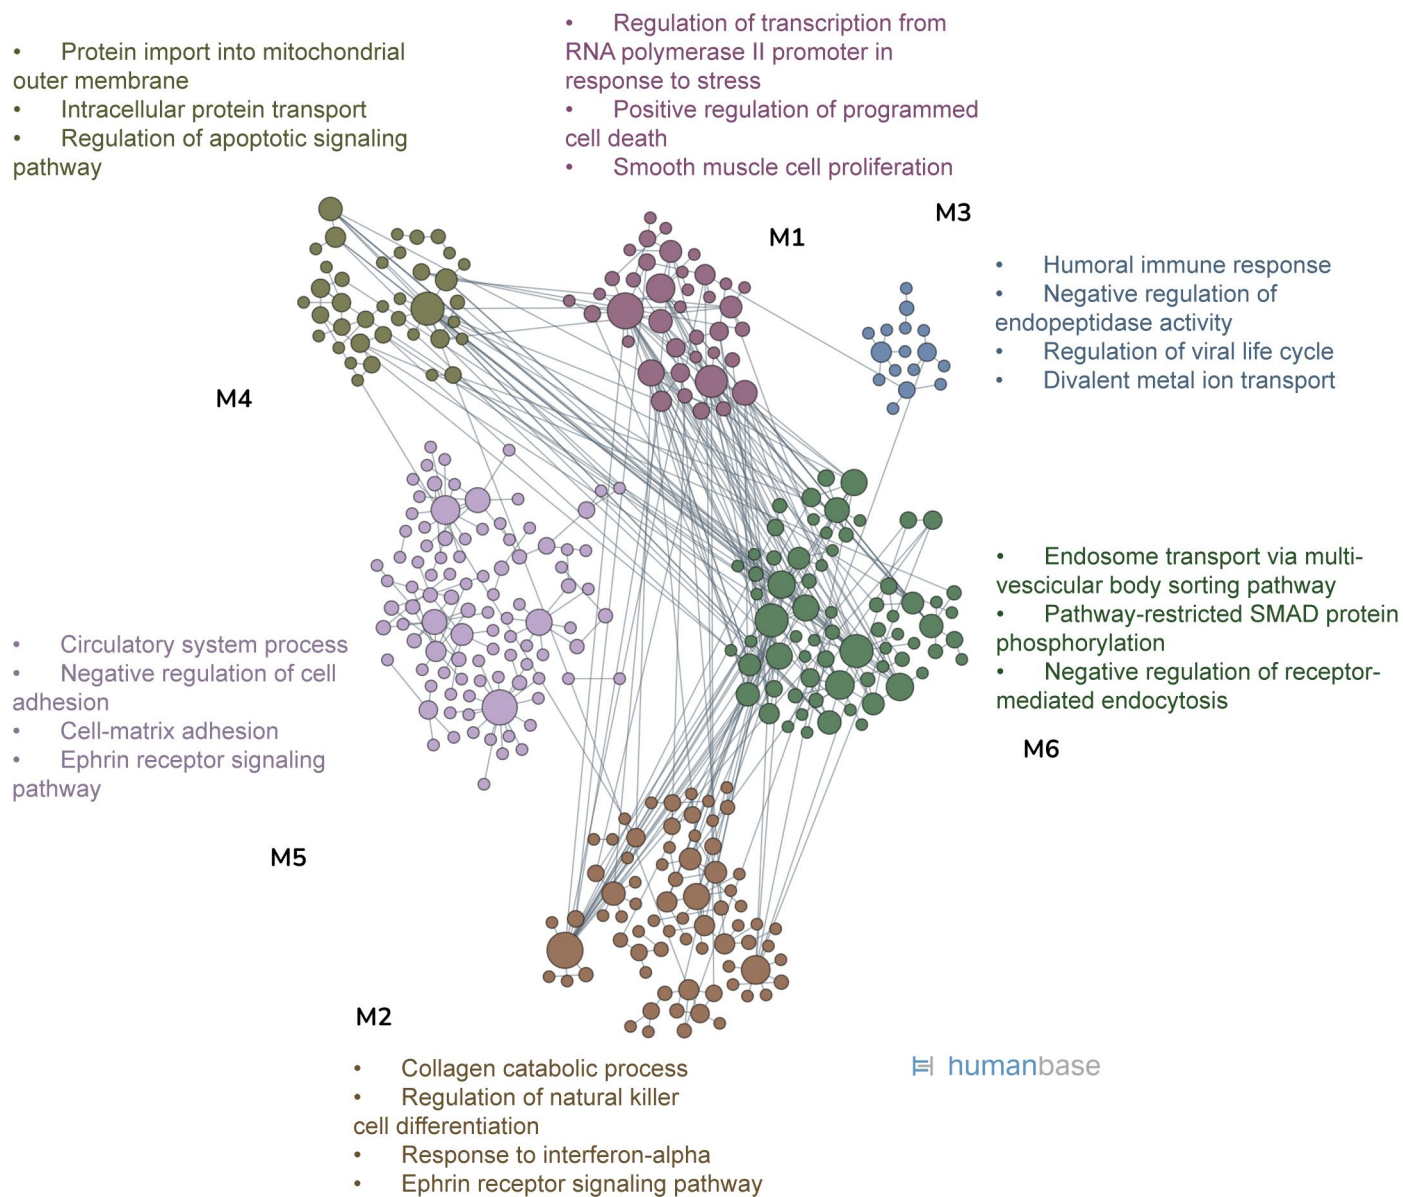 • Protein import into mitochondrial
outer membrane
• Intracellular protein transport
• Regulation of apoptotic signaling
pathway
• Regulation of transcription from
RNA polymerase II promoter in
response to stress
• Positive regulation of programmed
cell death
• Smooth muscle cell proliferation
M3
M1
• Humoral immune response
• Negative regulation of
endopeptidase activity
• Regulation of viral life cycle
• Divalent metal ion transport
M4
• Endosome transport via multi-
vescicular body sorting pathway
• Pathway-restricted SMAD protein
phosphorylation
• Negative regulation of receptor-
mediated endocytosis
M6
• Circulatory system process
• Negative regulation of cell
adhesion
• Cell-matrix adhesion
• Ephrin receptor signaling
pathway
M5
M2
• Collagen catabolic process
• Regulation of natural killer
cell differentiation
• Response to interferon-alpha
• Ephrin receptor signaling pathway
humanbase